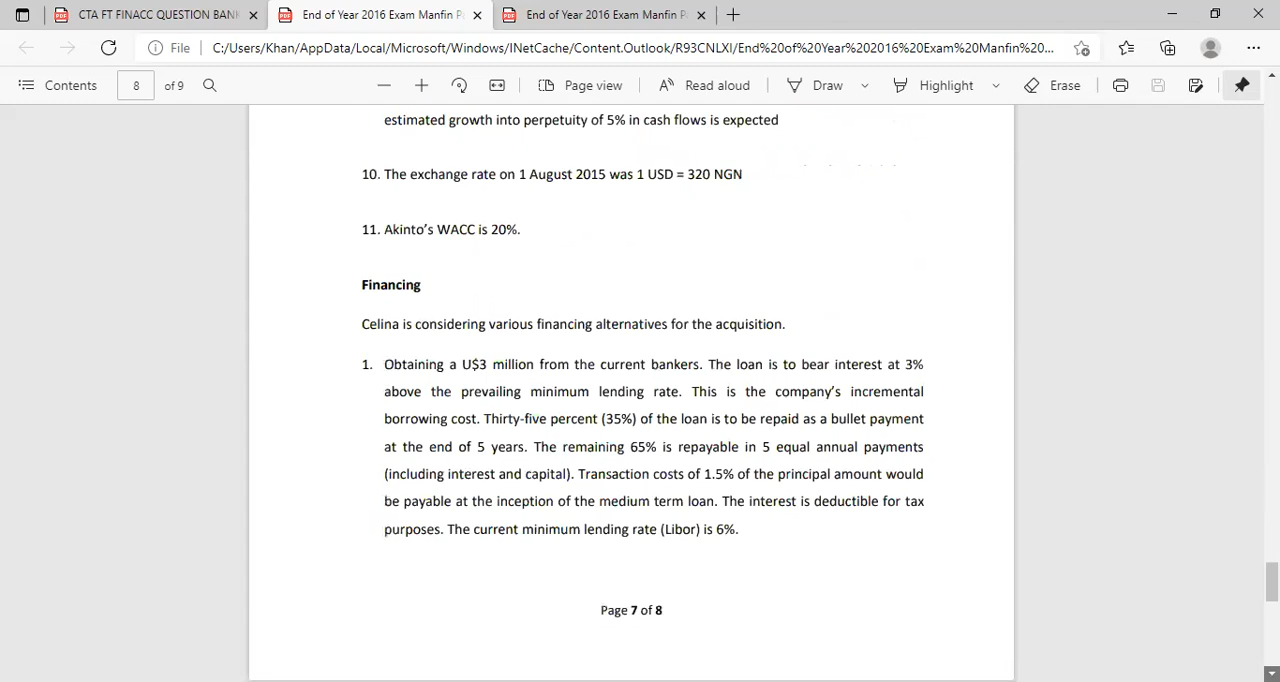 CTA FT FINACC QUESTION BANK
End of Year 2016 Exam Manfin P
End of Year 2016 Exam Manfin P
File
C:/Users/Khan/AppData/Local/Microsoft/Windows/INetCache/Content.Outlook/R93CNLXI/End%20of%20Year%202016%20Exam%20Manfin%20...
Contents
8
of 9
Page view
Read aloud
Draw
Highlight
Erase
estimated growth into perpetuity of 5% in cash flows is expected
10. The exchange rate on 1 August 2015 was 1 USD = 320 NGN
11. Akinto’s WACC is 20%.
Financing
Celina is considering various financing alternatives for the acquisition.
1. Obtaining a U$3 million from the current bankers. The loan is to bear interest at 3%
above the prevailing minimum lending rate. This is the company’s incremental
borrowing cost. Thirty-five percent (35%) of the loan is to be repaid as a bullet payment
at the end of 5 years. The remaining 65% is repayable in 5 equal annual payments
(including interest and capital). Transaction costs of 1.5% of the principal amount would
be payable at the inception of the medium term loan. The interest is deductible for tax
purposes. The current minimum lending rate (Libor) is 6%.
Page 7 of 8